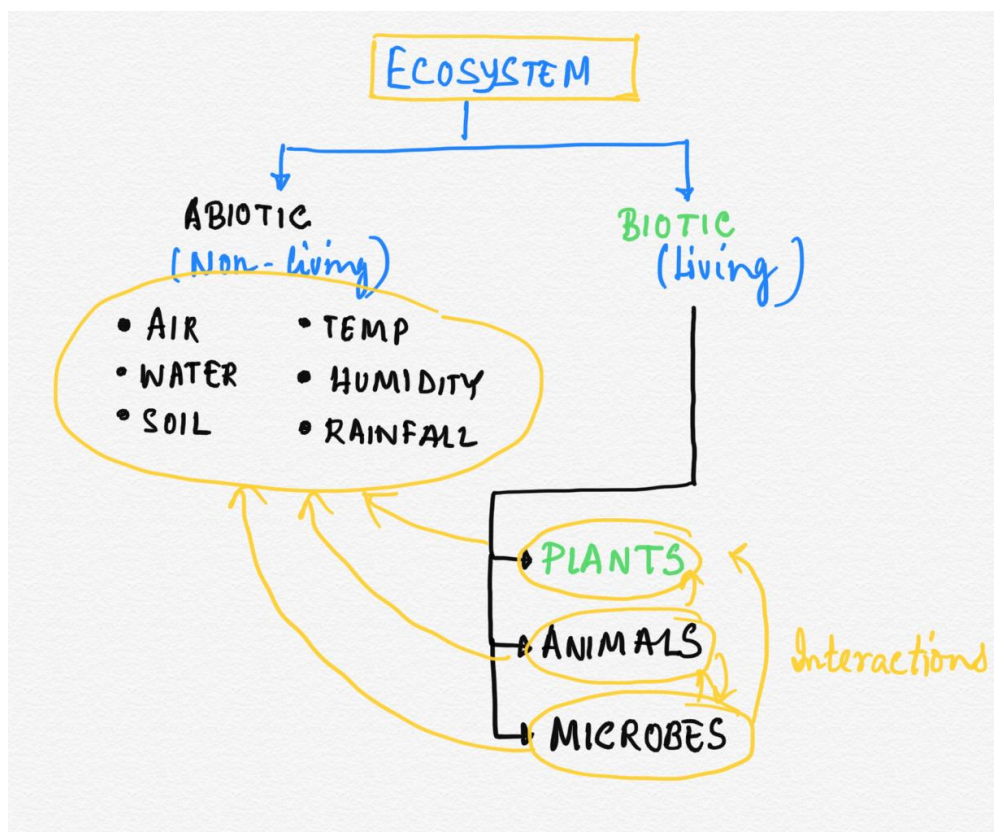 ECOSYSTEM
ABIOTIC
(Non-living)
• AIR
• WATER
• SOIL
• TEMP
• HUMIDITY
• RAINFALL
BIOTIC
(Living)
PLANTS
ANIMALS
MICROBES
Interactions